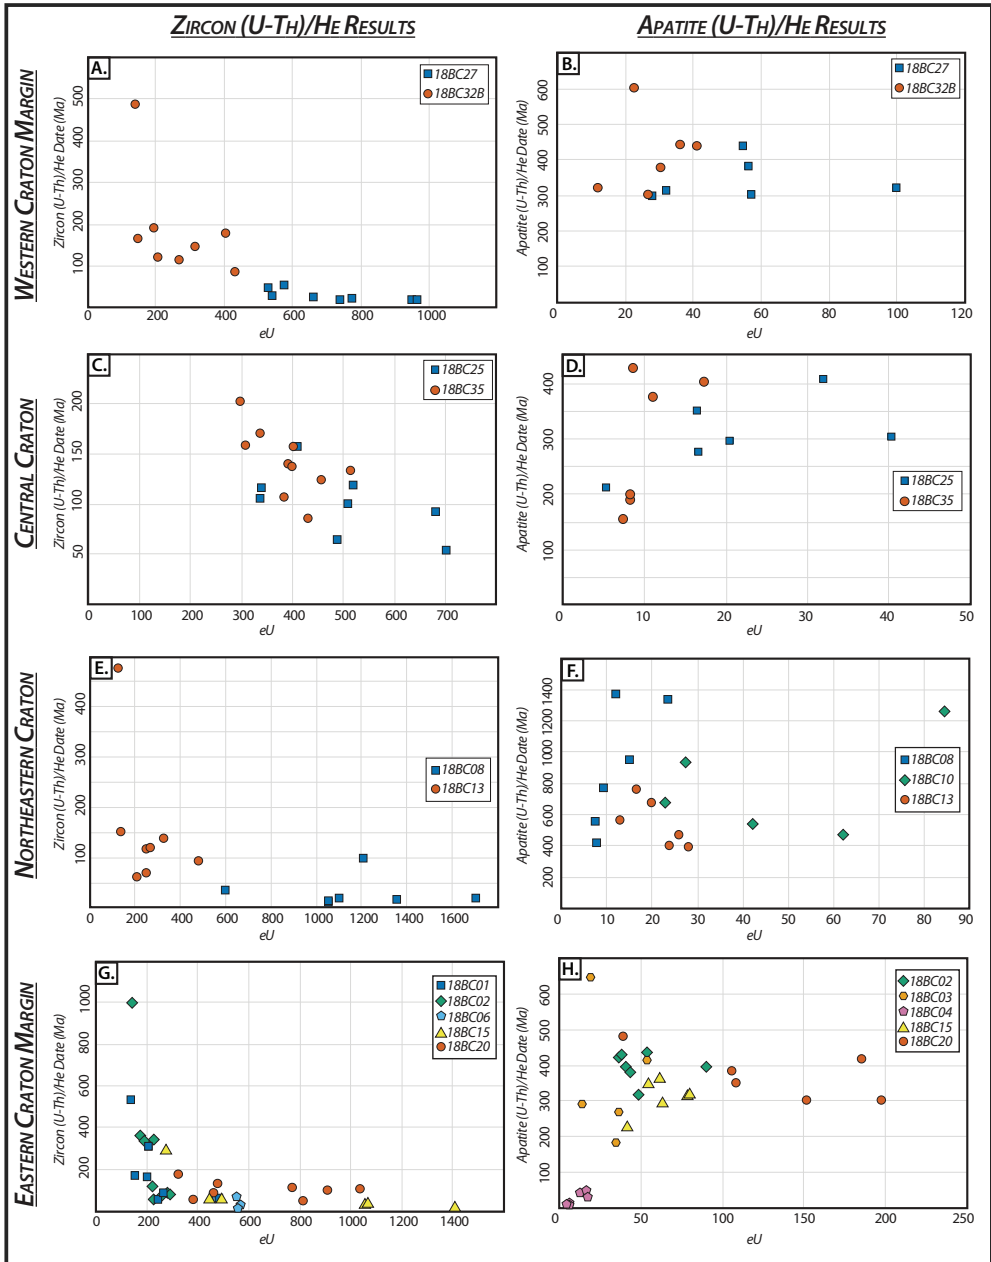 ZIRCON (U-TH)/HE RESULTS
APATITE (U-TH)/HE RESULTS
WESTERN CRATON MARGIN
A.
18BC27
18BC32B
Zircon (U-Th)/He Date (Ma)
500
400
300
200
100
0
200
400
600
800
1000
eU
B.
18BC27
18BC32B
Apatite (U-Th)/He Date (Ma)
600
500
400
300
200
100
0
20
40
60
80
100
120
eU
CENTRAL CRATON
C.
18BC25
18BC35
Zircon (U-Th)/He Date (Ma)
200
150
100
50
0
100
200
300
400
500
600
700
eU
D.
18BC25
18BC35
Apatite (U-Th)/He Date (Ma)
400
300
200
100
0
10
20
30
40
50
eU
NORTHEASTERN CRATON
E.
18BC08
18BC13
Zircon (U-Th)/He Date (Ma)
400
300
200
100
0
200
400
600
800
1000
1200
1400
1600
eU
F.
18BC08
18BC10
18BC13
Apatite (U-Th)/He Date (Ma)
1400
1200
1000
800
600
400
200
0
10
20
30
40
50
60
70
80
90
eU
EASTERN CRATON MARGIN
G.
18BC01
18BC02
18BC06
18BC15
18BC20
Zircon (U-Th)/He Date (Ma)
1000
800
600
400
200
0
200
400
600
800
1000
1200
1400
eU
H.
18BC02
18BC03
18BC04
18BC15
18BC20
Apatite (U-Th)/He Date (Ma)
600
500
400
300
200
100
0
50
100
150
200
250
eU